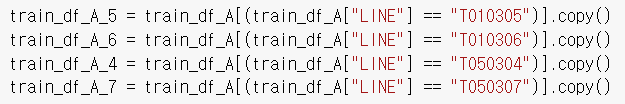 train_df_A_5 = train_df_A[(train_df_A["LINE"] == "T010305")].copy()
train_df_A_6 = train_df_A[(train_df_A["LINE"] == "T010306")].copy()
train_df_A_4 = train_df_A[(train_df_A["LINE"] == "T050304")].copy()
train_df_A_7 = train_df_A[(train_df_A["LINE"] == "T050307")].copy()